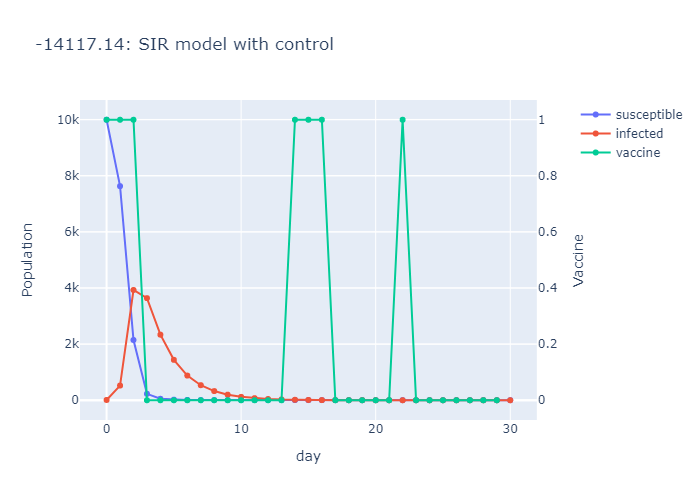 -14117.14: SIR model with control
10k
8k
6k
4k
2k
0
Population
0
10
20
30
day
1
0.8
0.6
0.4
0.2
0
Vaccine
susceptible
infected
vaccine